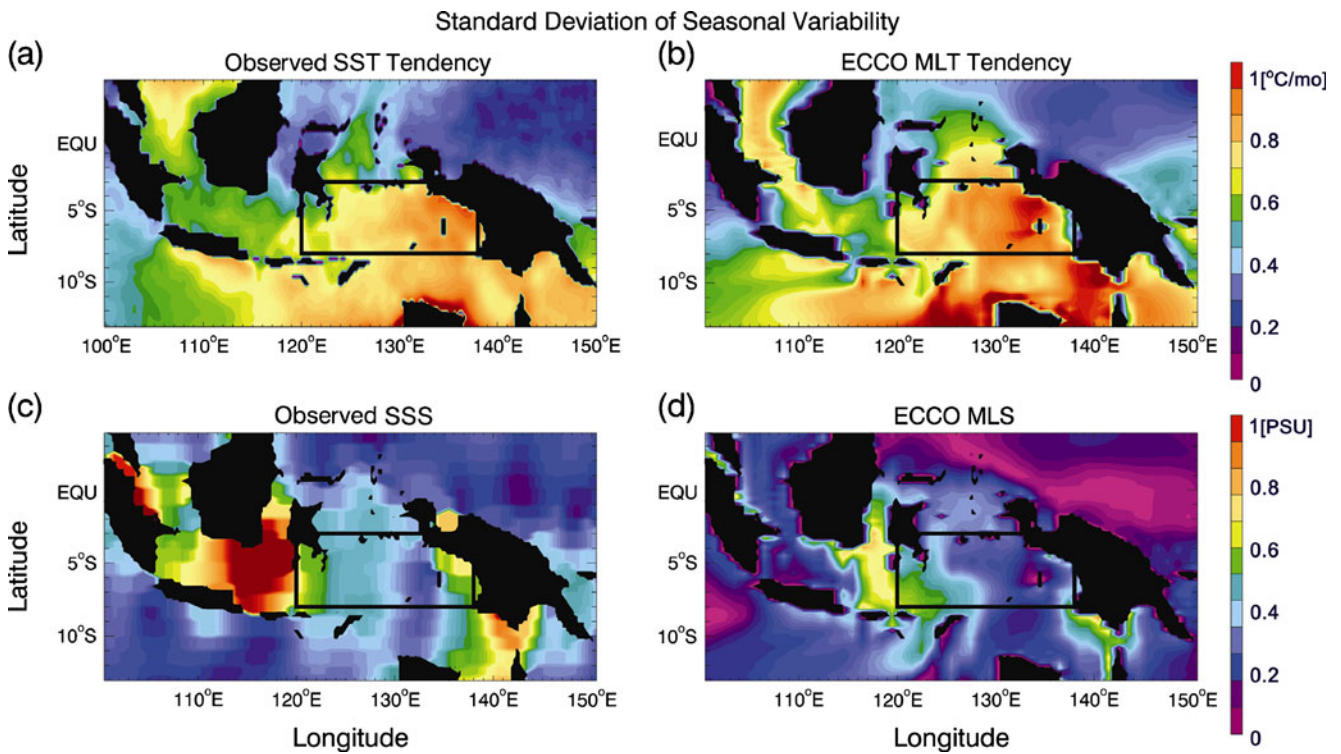 Standard Deviation of Seasonal Variability
(a)
Observed SST Tendency
Latitude
EQU
5°S
10°S
100°E
110°E
120°E
130°E
140°E
150°E
(b)
ECCO MLT Tendency
EQU
5°S
10°S
110°E
120°E
130°E
140°E
150°E
1[°C/mo]
0.8
0.6
0.4
0.2
0
(c)
Observed SSS
Latitude
EQU
5°S
10°S
110°E
120°E
130°E
140°E
150°E
Longitude
(d)
ECCO MLS
EQU
5°S
10°S
110°E
120°E
130°E
140°E
150°E
Longitude
1[PSU]
0.8
0.6
0.4
0.2
0